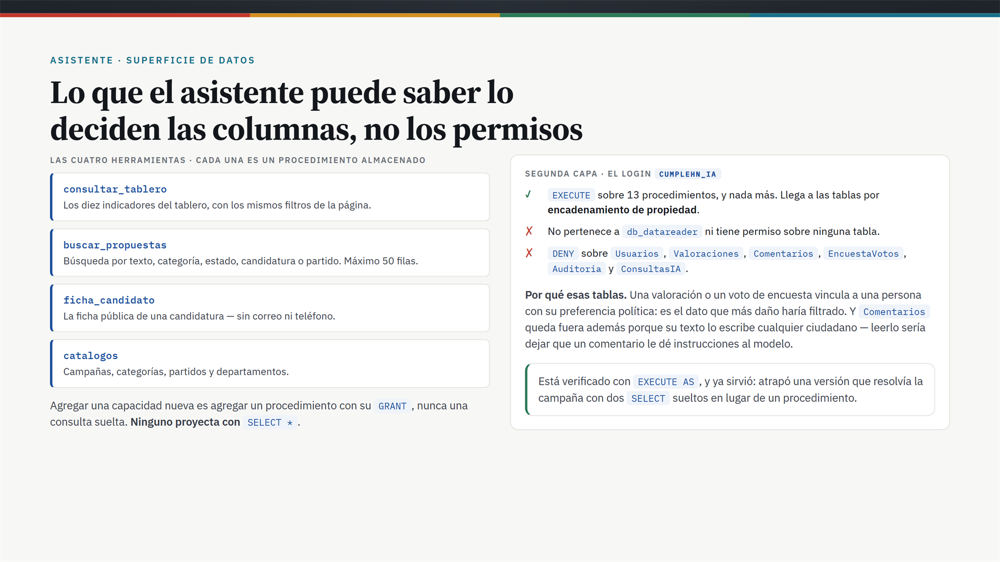 ASISTENTE · SUPERFICIE DE DATOS
Lo que el asistente puede saber lo
deciden las columnas, no los permisos
LAS CUATRO HERRAMIENTAS · CADA UNA ES UN PROCEDIMIENTO ALMACENADO
consultar_tablero
Los diez indicadores del tablero, con los mismos filtros de la página.
buscar_propuestas
Búsqueda por texto, categoría, estado, candidatura o partido. Máximo 50 filas.
ficha_candidato
La ficha pública de una candidatura — sin correo ni teléfono.
catalogos
Campañas, categorías, partidos y departamentos.
Agregar una capacidad nueva es agregar un procedimiento con su GRANT, nunca una
consulta suelta. Ninguno proyecta con SELECT *.
SEGUNDA CAPA · EL LOGIN CUMPLEHN_IA
✓ EXECUTE sobre 13 procedimientos, y nada más. Llega a las tablas por
encadenamiento de propiedad.
✗ No pertenece a db_datareader ni tiene permiso sobre ninguna tabla.
✗ DENY sobre Usuarios, Valoraciones, Comentarios, EncuestaVotos,
Auditoria y ConsultasIA.
Por qué esas tablas. Una valoración o un voto de encuesta vincula a una persona
con su preferencia política: es el dato que más daño haría filtrado. Y Comentarios
queda fuera además porque su texto lo escribe cualquier ciudadano — leerlo sería
dejar que un comentario le dé instrucciones al modelo.
Está verificado con EXECUTE AS, y ya sirvió: atrapó una versión que resolvía la
campaña con dos SELECT sueltos en lugar de un procedimiento.